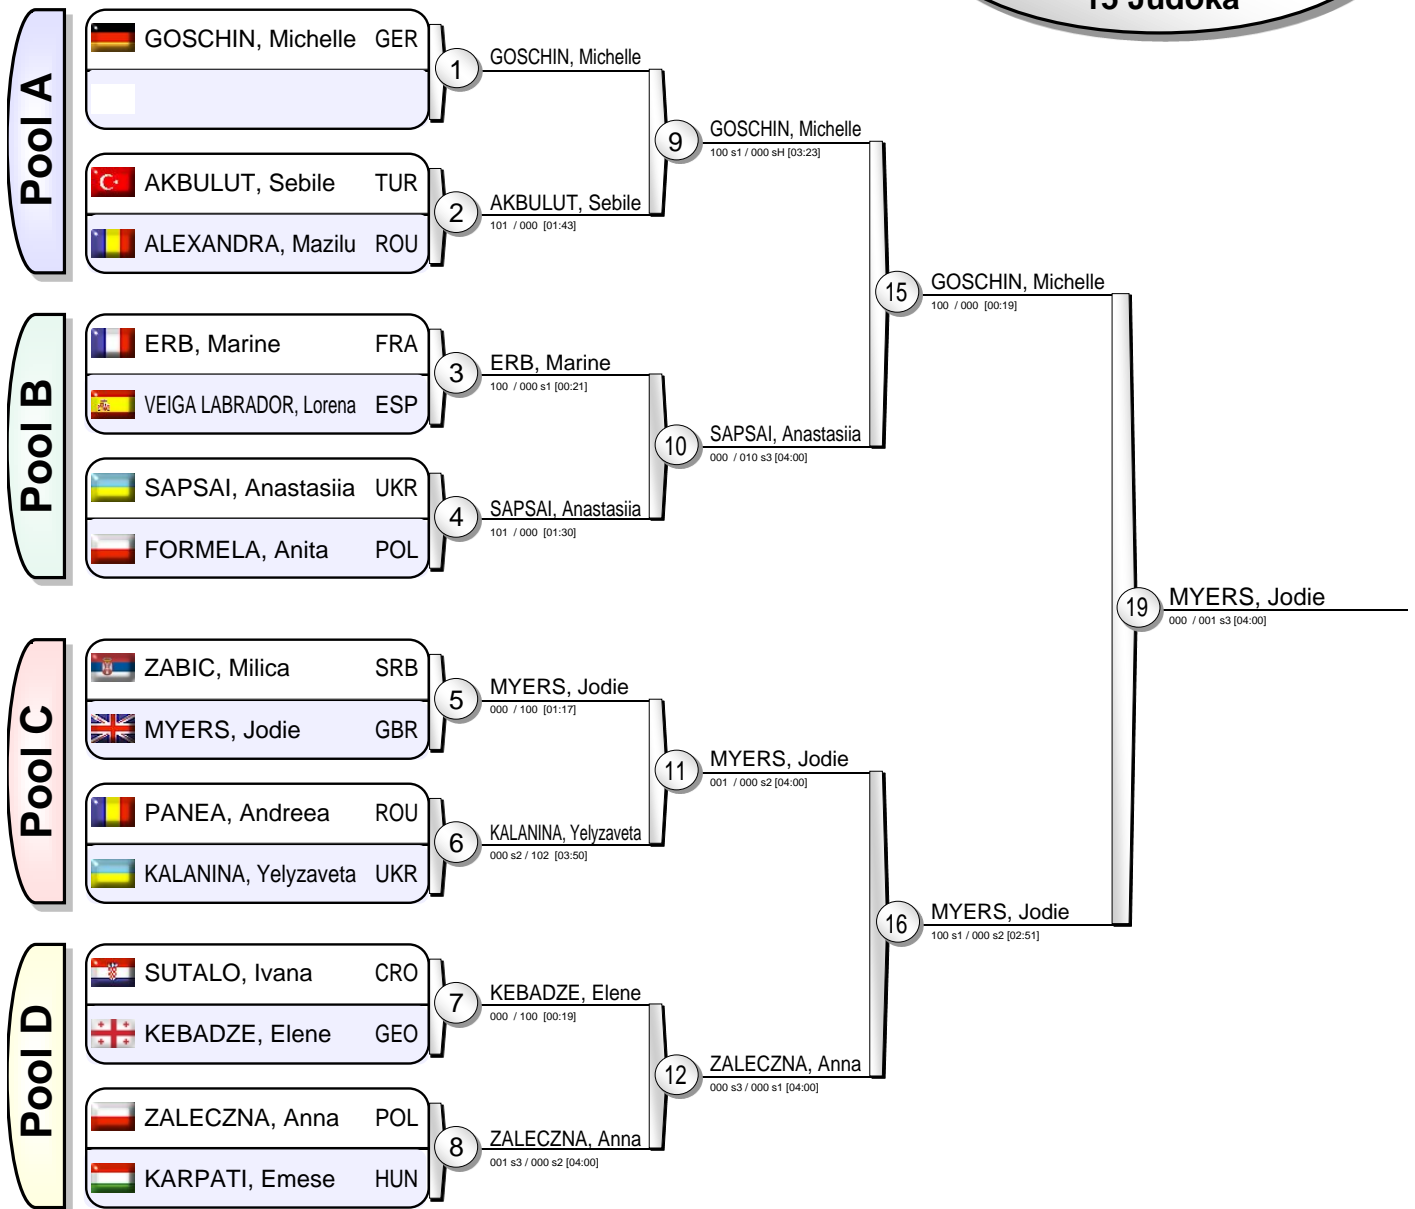 15 Judoka
Pool A
GOSCHIN, Michelle GER
AKBULUT, Sebile TUR
ALEXANDRA, Mazilu ROU
Pool B
ERB, Marine FRA
VEIGA LABRADOR, Lorena ESP
SAPSAI, Anastasiia UKR
FORMELA, Anita POL
Pool C
ZABIC, Milica SRB
MYERS, Jodie GBR
PANEA, Andreea ROU
KALANINA, Yelyzaveta UKR
Pool D
SUTALO, Ivana CRO
KEBADZE, Elene GEO
ZALECZNA, Anna POL
KARPATI, Emese HUN
1
GOSCHIN, Michelle
2
AKBULUT, Sebile
101 / 000 [01:43]
3
ERB, Marine
100 / 000 s1 [00:21]
4
SAPSAI, Anastasiia
101 / 000 [01:30]
5
MYERS, Jodie
000 / 100 [01:17]
6
KALANINA, Yelyzaveta
000 s2 / 102 [03:50]
7
KEBADZE, Elene
000 / 100 [00:19]
8
ZALECZNA, Anna
001 s3 / 000 s2 [04:00]
9
GOSCHIN, Michelle
100 s1 / 000 sH [03:23]
10
SAPSAI, Anastasiia
000 / 010 s3 [04:00]
11
MYERS, Jodie
001 / 000 s2 [04:00]
12
ZALECZNA, Anna
000 s3 / 000 s1 [04:00]
15
GOSCHIN, Michelle
100 / 000 [00:19]
16
MYERS, Jodie
100 s1 / 000 s2 [02:51]
19
MYERS, Jodie
000 / 001 s3 [04:00]